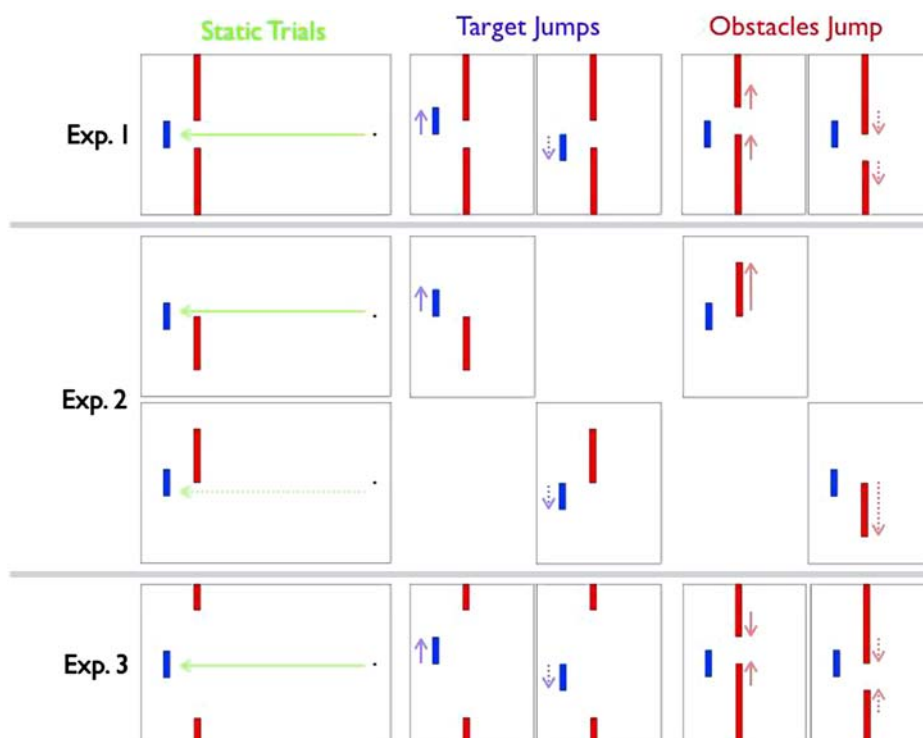 Static Trials
Target Jumps
Obstacles Jump
Exp. 1
Exp. 2
Exp. 3